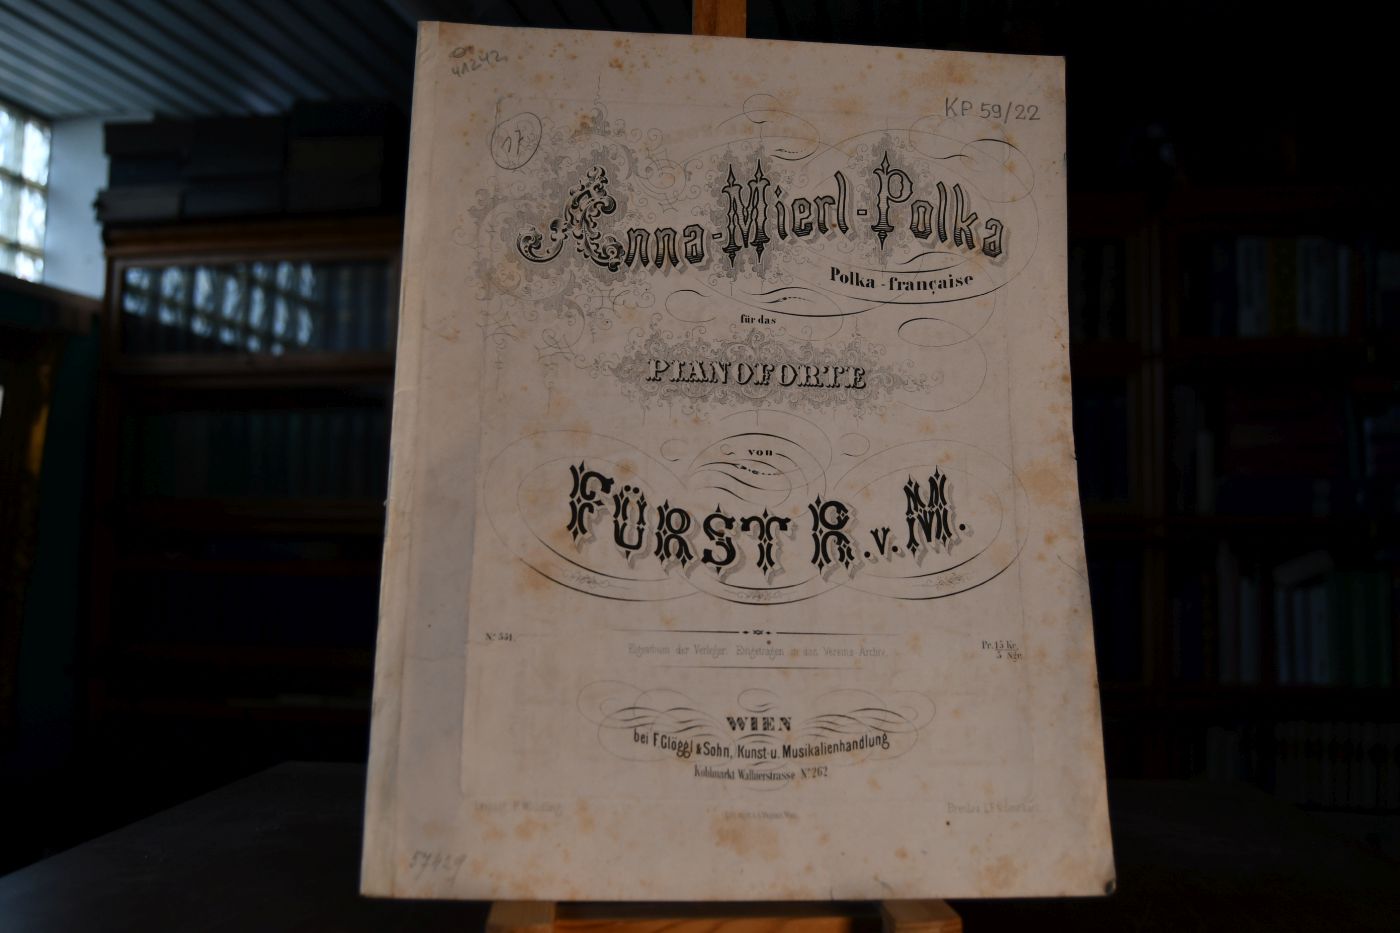 41242.
KP 59/22
17
Anna-Mierl-Polka
Polka-française
für das
PIANOFORTE
von
FÜRST R.v.M.
No. 551.
Pr. 15 Kr.
5 Ngr.
Eigenthum der Verleger. Eingetragen in das Vereins-Archiv.
WIEN
bei F. Glöggl & Sohn, Kunst- u. Musikalienhandlung
Kohlmarkt Wallnerstrasse No. 262
57429